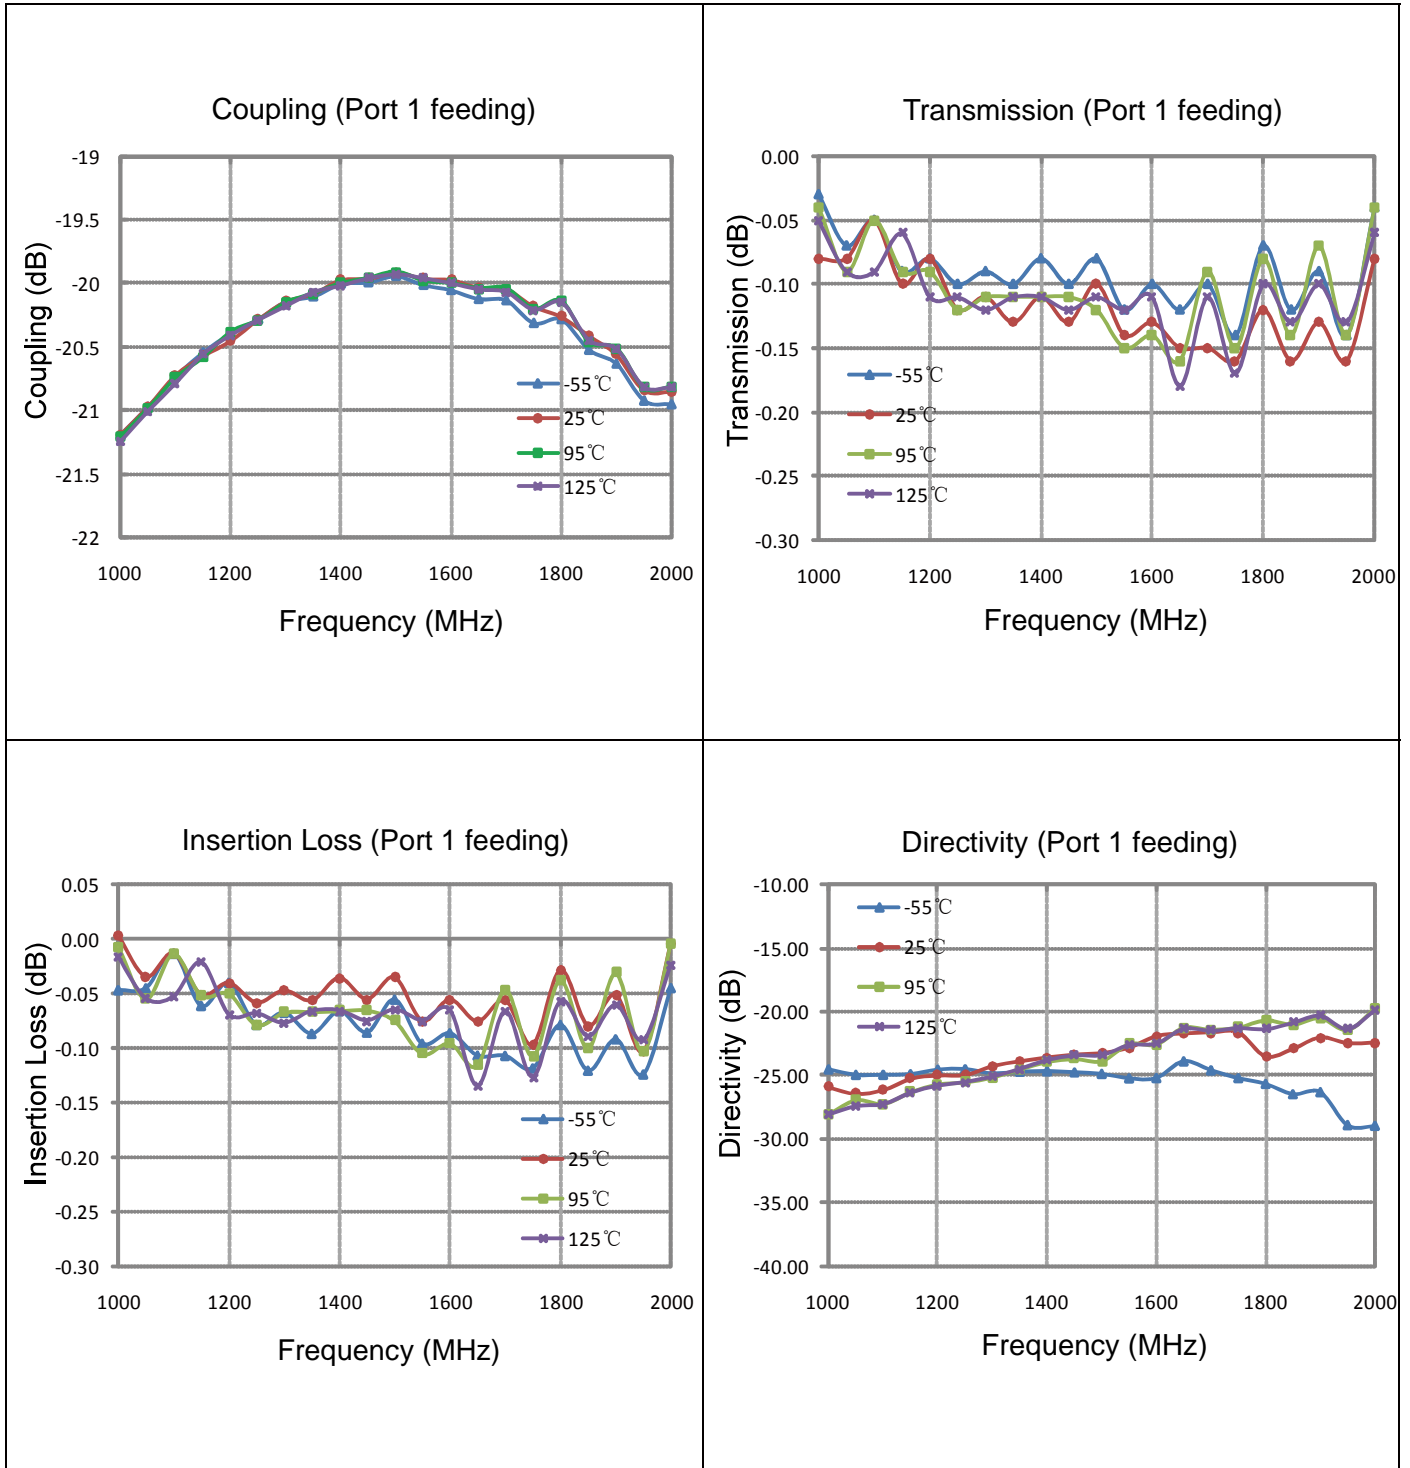 Coupling (Port 1 feeding)
Coupling (dB)
-19
-19.5
-20
-20.5
-21
-21.5
-22
-55℃
25℃
95℃
125℃
1000 1200 1400 1600 1800 2000
Frequency (MHz)
Transmission (Port 1 feeding)
Transmission (dB)
0.00
-0.05
-0.10
-0.15
-0.20
-0.25
-0.30
-55℃
25℃
95℃
125℃
1000 1200 1400 1600 1800 2000
Frequency (MHz)
Insertion Loss (Port 1 feeding)
Insertion Loss (dB)
0.05
0.00
-0.05
-0.10
-0.15
-0.20
-0.25
-0.30
-55℃
25℃
95℃
125℃
1000 1200 1400 1600 1800 2000
Frequency (MHz)
Directivity (Port 1 feeding)
Directivity (dB)
-10.00
-15.00
-20.00
-25.00
-30.00
-35.00
-40.00
-55℃
25℃
95℃
125℃
1000 1200 1400 1600 1800 2000
Frequency (MHz)